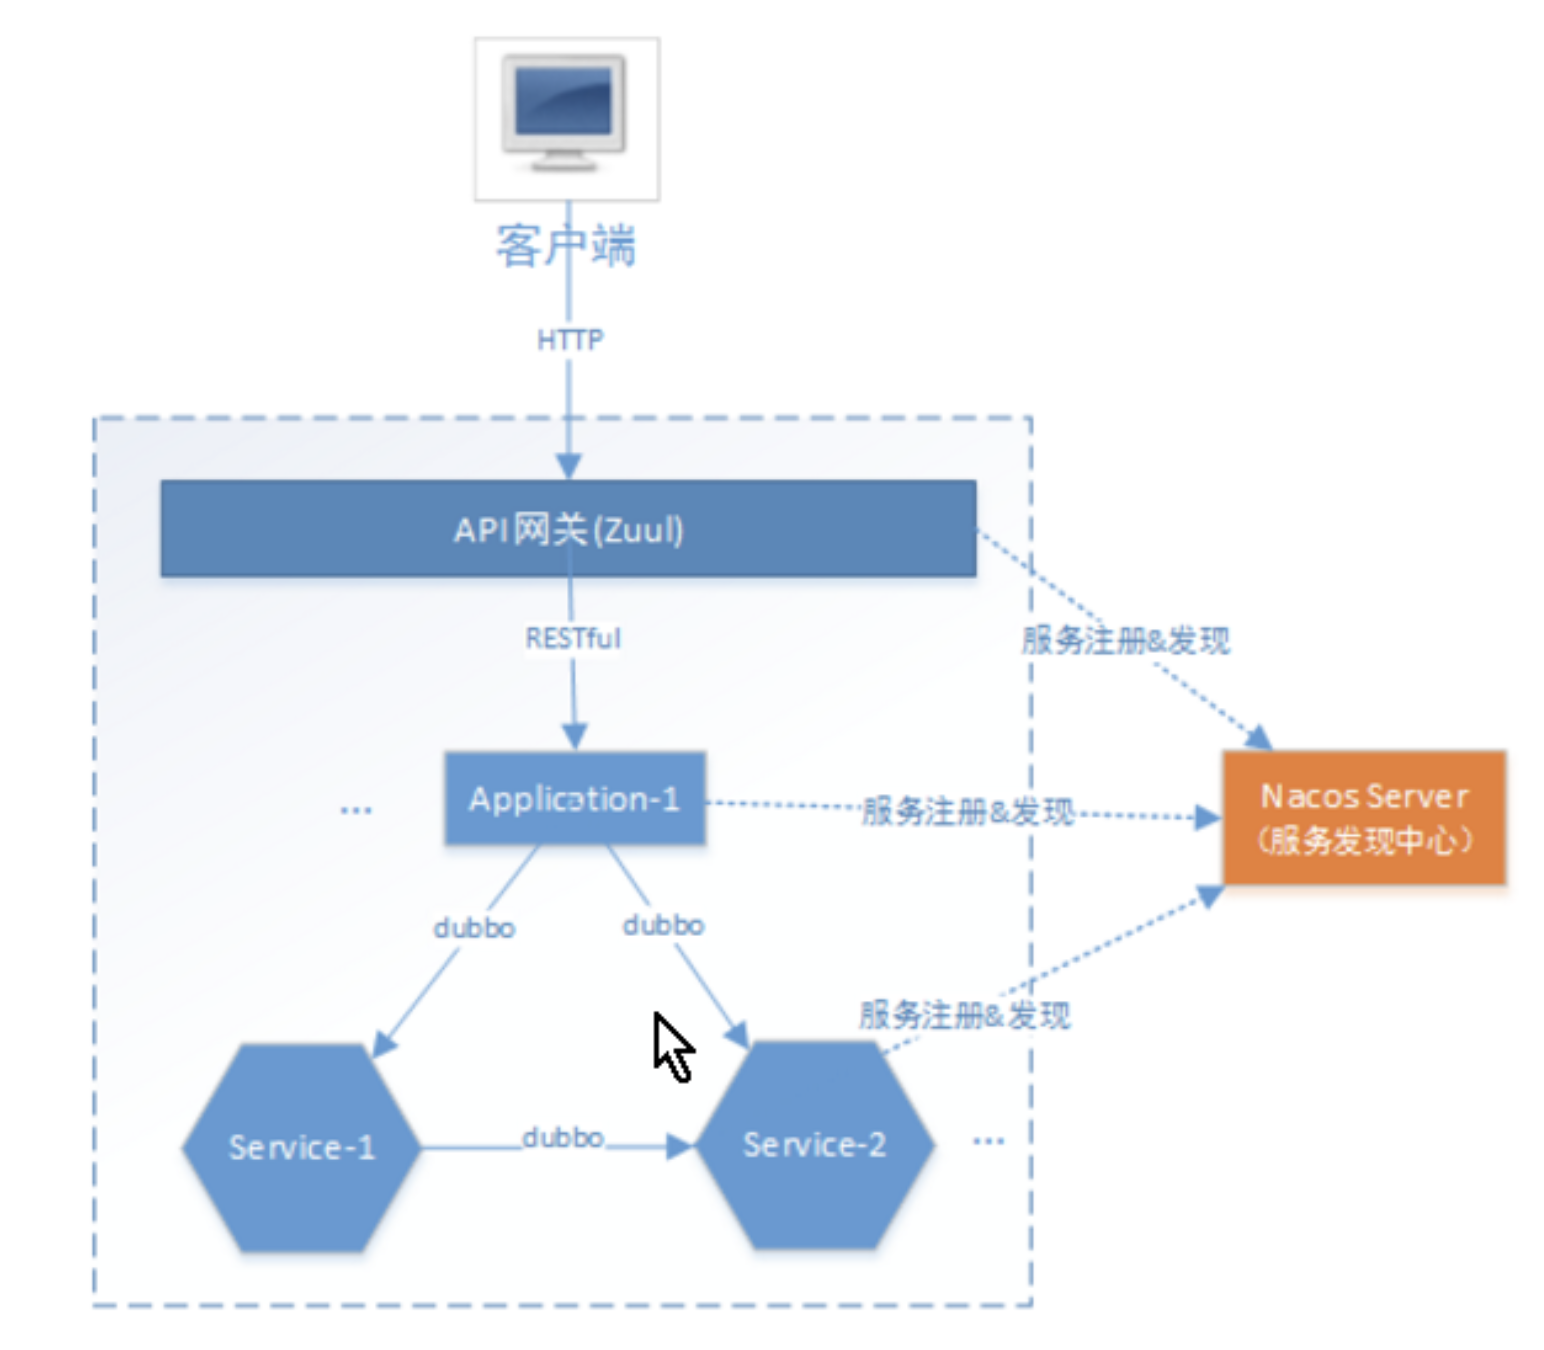 客户端
HTTP
API网关(Zuul)
RESTful
服务注册&发现
... Application-1
服务注册&发现
Nacos Server
（服务发现中心）
dubbo
dubbo
服务注册&发现
Service-1
dubbo
Service-2
...